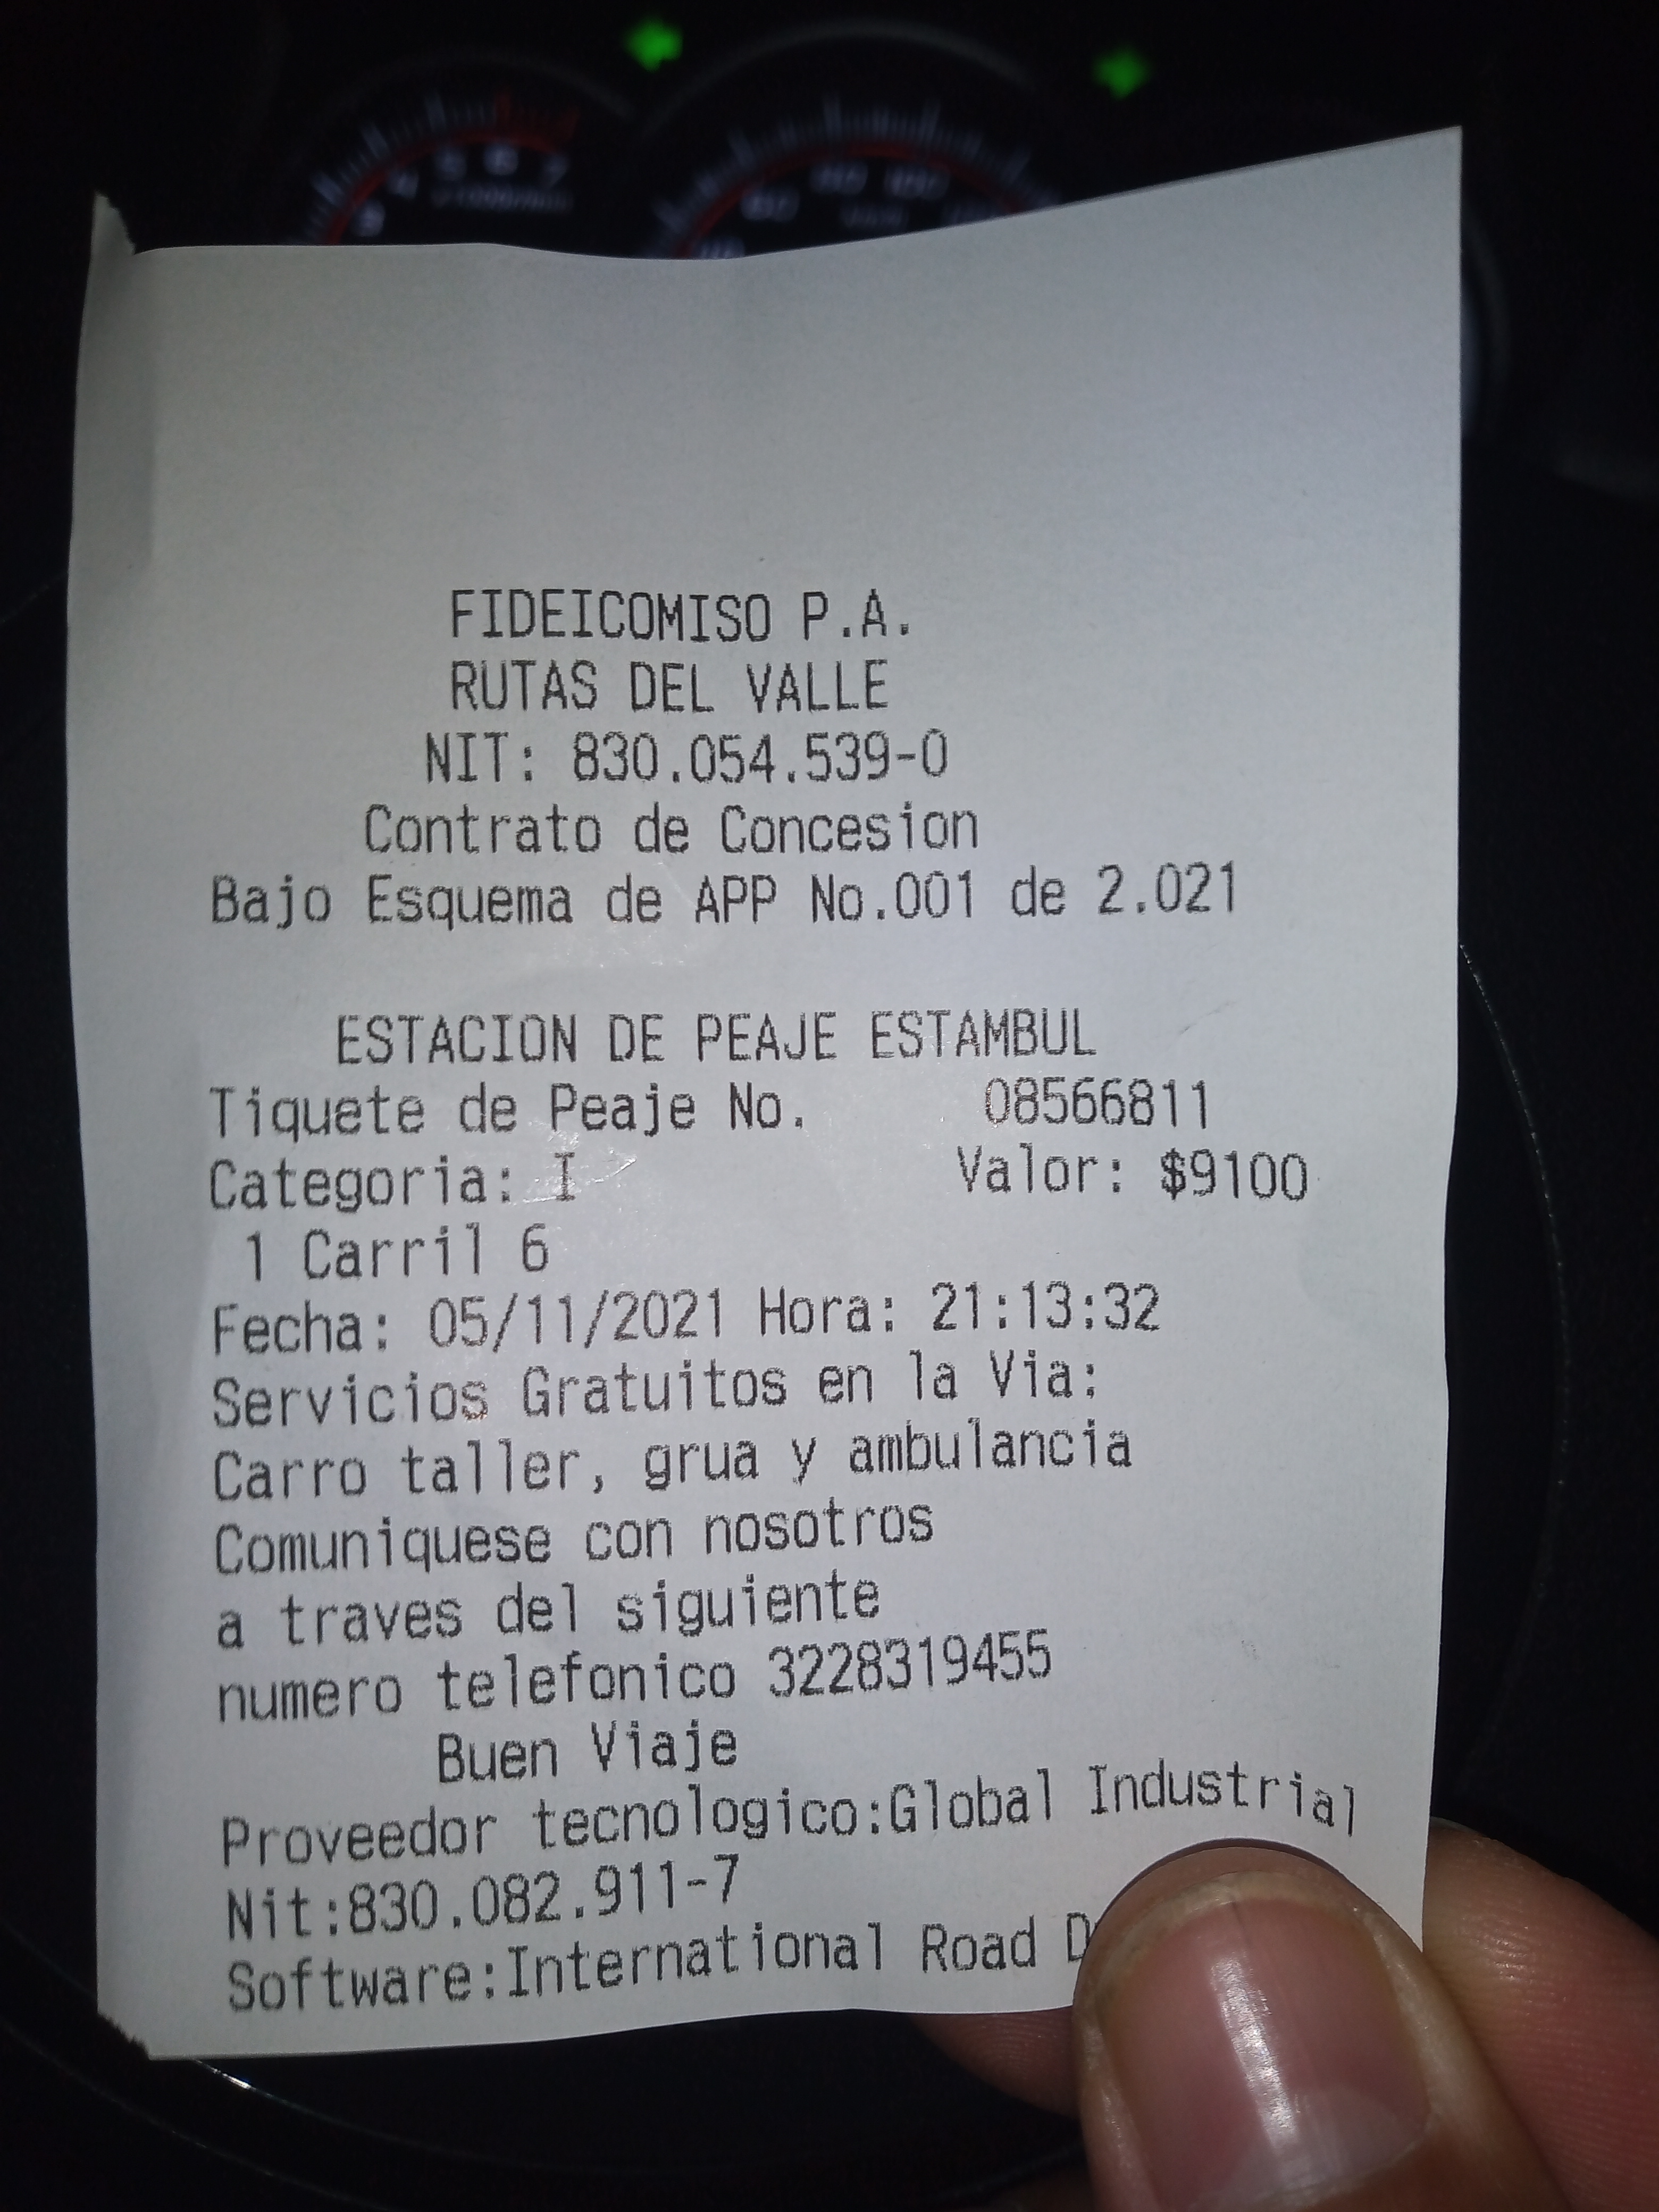 FIDEICOMISO P.A.
RUTAS DEL VALLE
NIT: 830.054.539-0
Contrato de Concesion
Bajo Esquema de APP No.001 de 2.021
ESTACION DE PEAJE ESTAMBUL
Tiquete de Peaje No. 08566811
Categoria: I Valor: $9100
1 Carril 6
Fecha: 05/11/2021 Hora: 21:13:32
Servicios Gratuitos en la Via:
Carro taller, grua y ambulancia
Comuniquese con nosotros
a traves del siguiente
numero telefonico 3228319455
Buen Viaje
Proveedor tecnologico:Global Industrial
Nit:830.082.911-7
Software:International Road